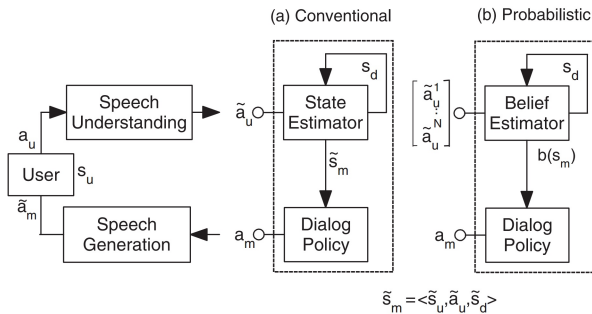 (a) Conventional
(b) Probabilistic
s_d
s_d
Speech
Understanding
ã_u
State
Estimator
[ã_u^1
⋮
ã_u^N]
Belief
Estimator
a_u
User
s_u
s̃_m
b(s_m)
ã_m
Speech
Generation
a_m
Dialog
Policy
a_m
Dialog
Policy
s̃_m=<s̃_u,ã_u,s̃_d>